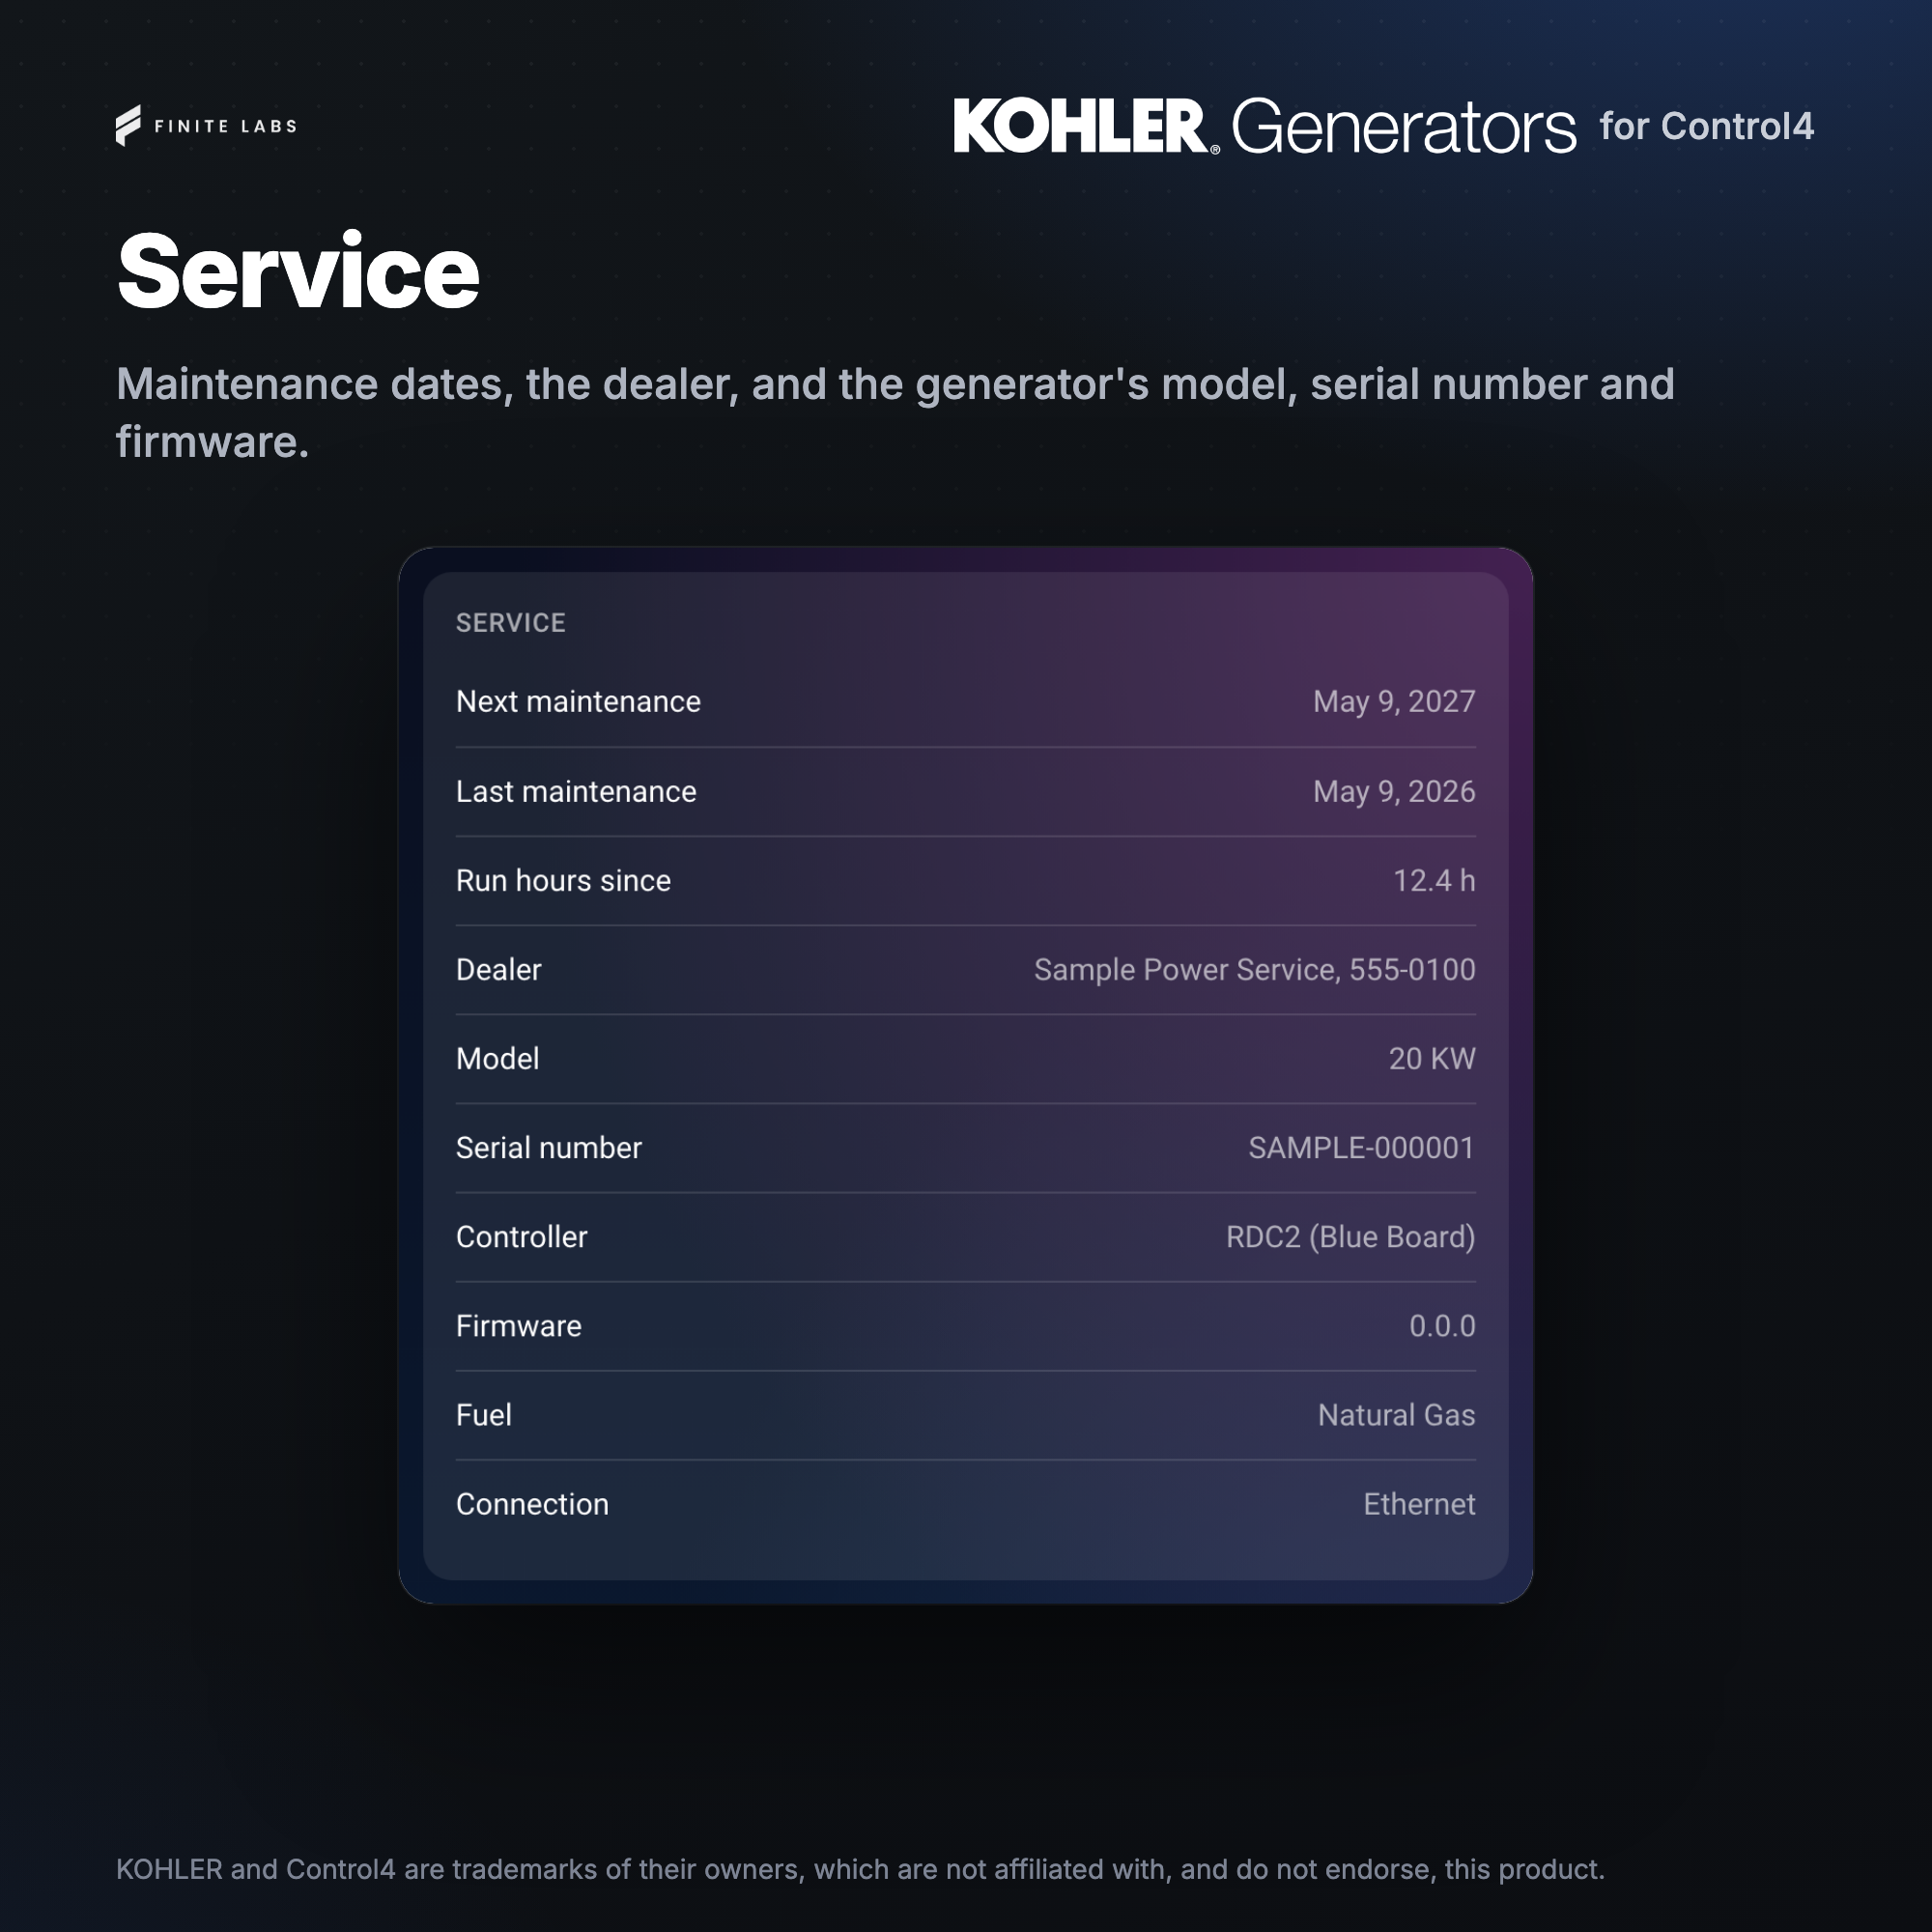 FINITE LABS
KOHLER® Generators for Control4
Service
Maintenance dates, the dealer, and the generator's model, serial number and
firmware.
SERVICE
Next maintenance May 9, 2027
Last maintenance May 9, 2026
Run hours since 12.4 h
Dealer Sample Power Service, 555-0100
Model 20 KW
Serial number SAMPLE-000001
Controller RDC2 (Blue Board)
Firmware 0.0.0
Fuel Natural Gas
Connection Ethernet
KOHLER and Control4 are trademarks of their owners, which are not affiliated with, and do not endorse, this product.